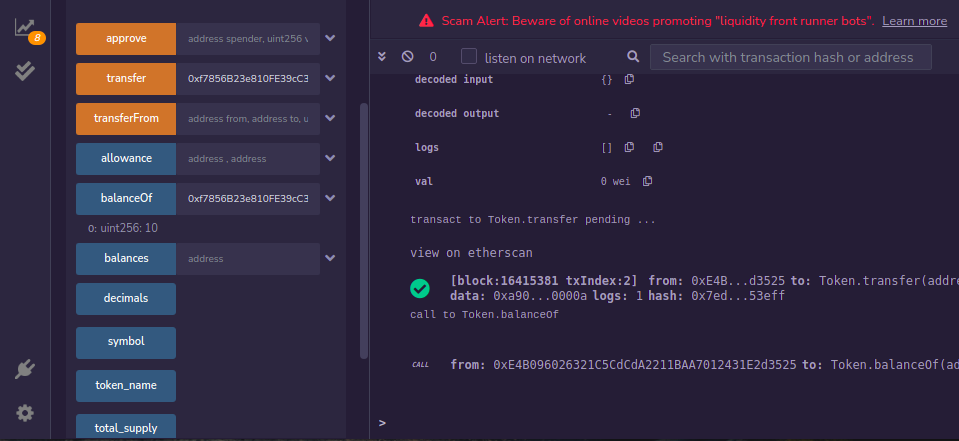 8
approve address spender, uint256 v
transfer 0xf7856B23e810FE39cC3
transferFrom address from, address to, u
allowance address , address
balanceOf 0xf7856B23e810FE39cC3
0: uint256: 10
balances address
decimals
symbol
token_name
total_supply
Scam Alert: Beware of online videos promoting "liquidity front runner bots". Learn more
0 listen on network Search with transaction hash or address
decoded input {}
decoded output -
logs []
val 0 wei
transact to Token.transfer pending ...
view on etherscan
[block:16415381 txIndex:2] from: 0xE4B...d3525 to: Token.transfer(addre
data: 0xa90...0000a logs: 1 hash: 0x7ed...53eff
call to Token.balanceOf
CALL from: 0xE4B096026321C5CdCdA2211BAA7012431E2d3525 to: Token.balanceOf(ad
>